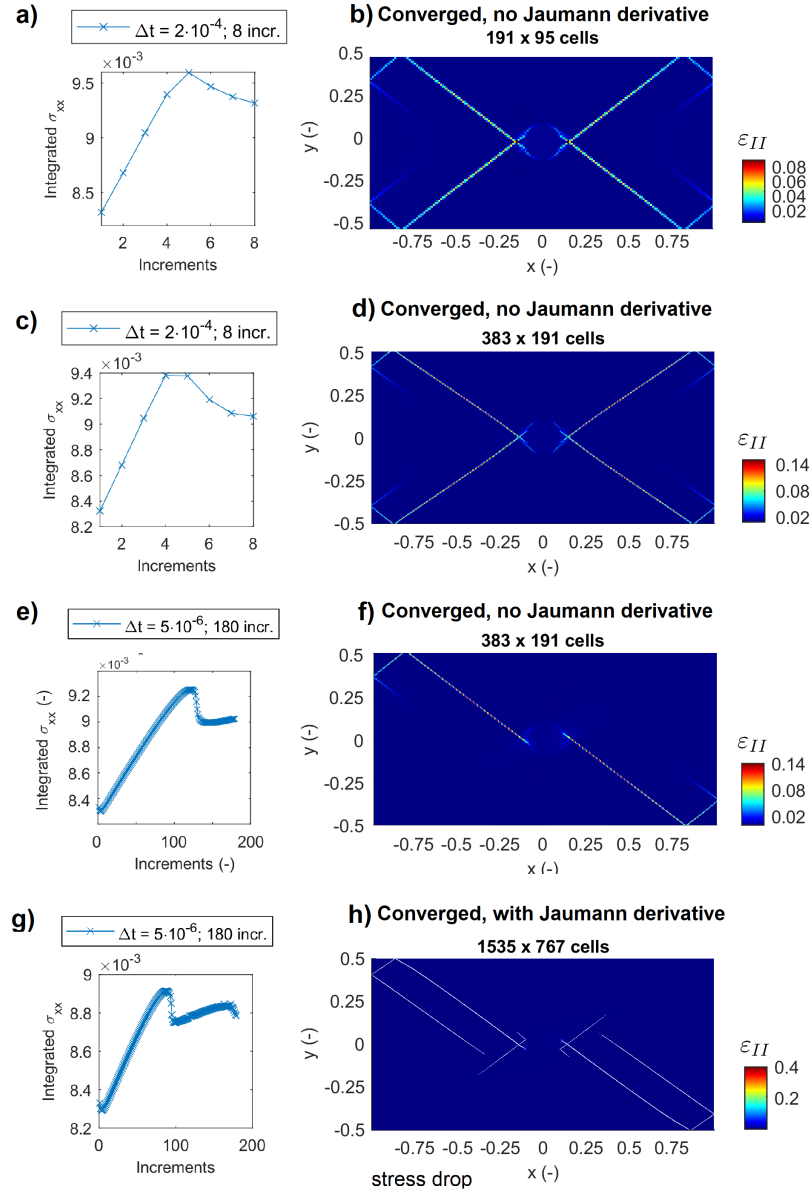 a)
Δt = 2·10⁻⁴; 8 incr.
×10⁻³
9.5
9
8.5
Integrated σxx
2 4 6 8
Increments
b) Converged, no Jaumann derivative
191 x 95 cells
0.5
0.25
0
-0.25
-0.5
y (-)
-0.75 -0.5 -0.25 0 0.25 0.5 0.75
x (-)
εII
0.08
0.06
0.04
0.02
c)
Δt = 2·10⁻⁴; 8 incr.
×10⁻³
9.4
9.2
9
8.8
8.6
8.4
8.2
Integrated σxx
2 4 6 8
Increments
d) Converged, no Jaumann derivative
383 x 191 cells
0.5
0.25
0
-0.25
-0.5
y (-)
-0.75 -0.5 -0.25 0 0.25 0.5 0.75
x (-)
εII
0.14
0.08
0.02
e)
Δt = 5·10⁻⁶; 180 incr.
×10⁻³
9.2
9
8.8
8.6
8.4
Integrated σxx (-)
0 100 200
Increments (-)
f) Converged, no Jaumann derivative
383 x 191 cells
0.5
0.25
0
-0.25
-0.5
y (-)
-0.75 -0.5 -0.25 0 0.25 0.5 0.75
x (-)
εII
0.14
0.08
0.02
g)
Δt = 5·10⁻⁶; 180 incr.
×10⁻³
9
8.8
8.6
8.4
8.2
Integrated σxx
0 100 200
Increments
h) Converged, with Jaumann derivative
1535 x 767 cells
0.5
0.25
0
-0.25
-0.5
y (-)
-0.75 -0.5 -0.25 0 0.25 0.5 0.75
x (-)
εII
0.4
0.2
stress drop